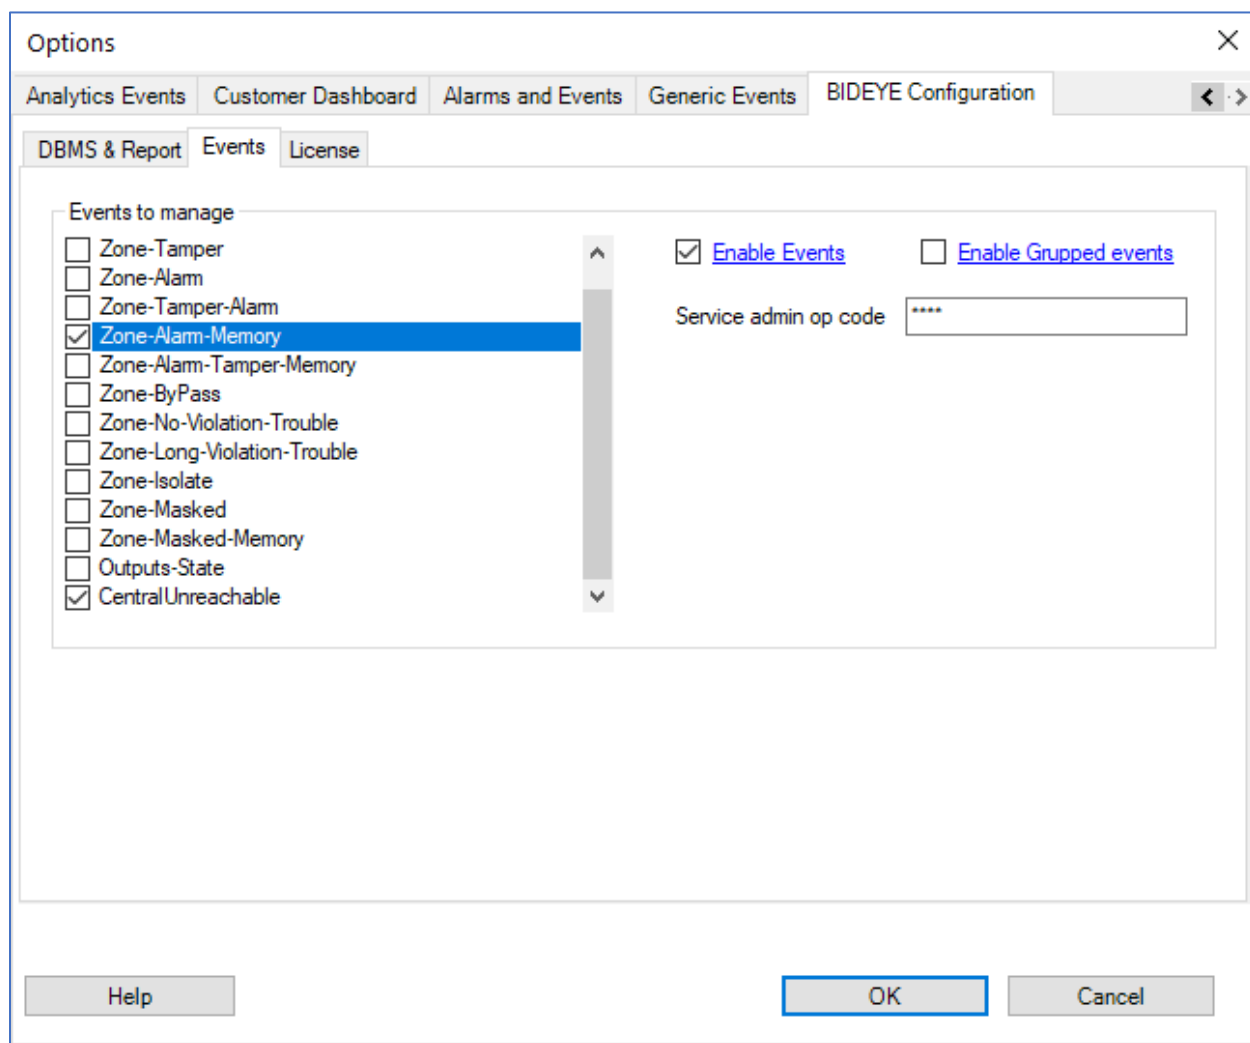 Options
Analytics Events Customer Dashboard Alarms and Events Generic Events BIDEYE Configuration
DBMS & Report Events License
Events to manage
Zone-Tamper
Enable Events Enable Grupped events
Zone-Alarm
Zone-Tamper-Alarm
Service admin op code ****
Zone-Alarm-Memory
Zone-Alarm-Tamper-Memory
Zone-ByPass
Zone-No-Violation-Trouble
Zone-Long-Violation-Trouble
Zone-Isolate
Zone-Masked
Zone-Masked-Memory
Outputs-State
CentralUnreachable
Help OK Cancel